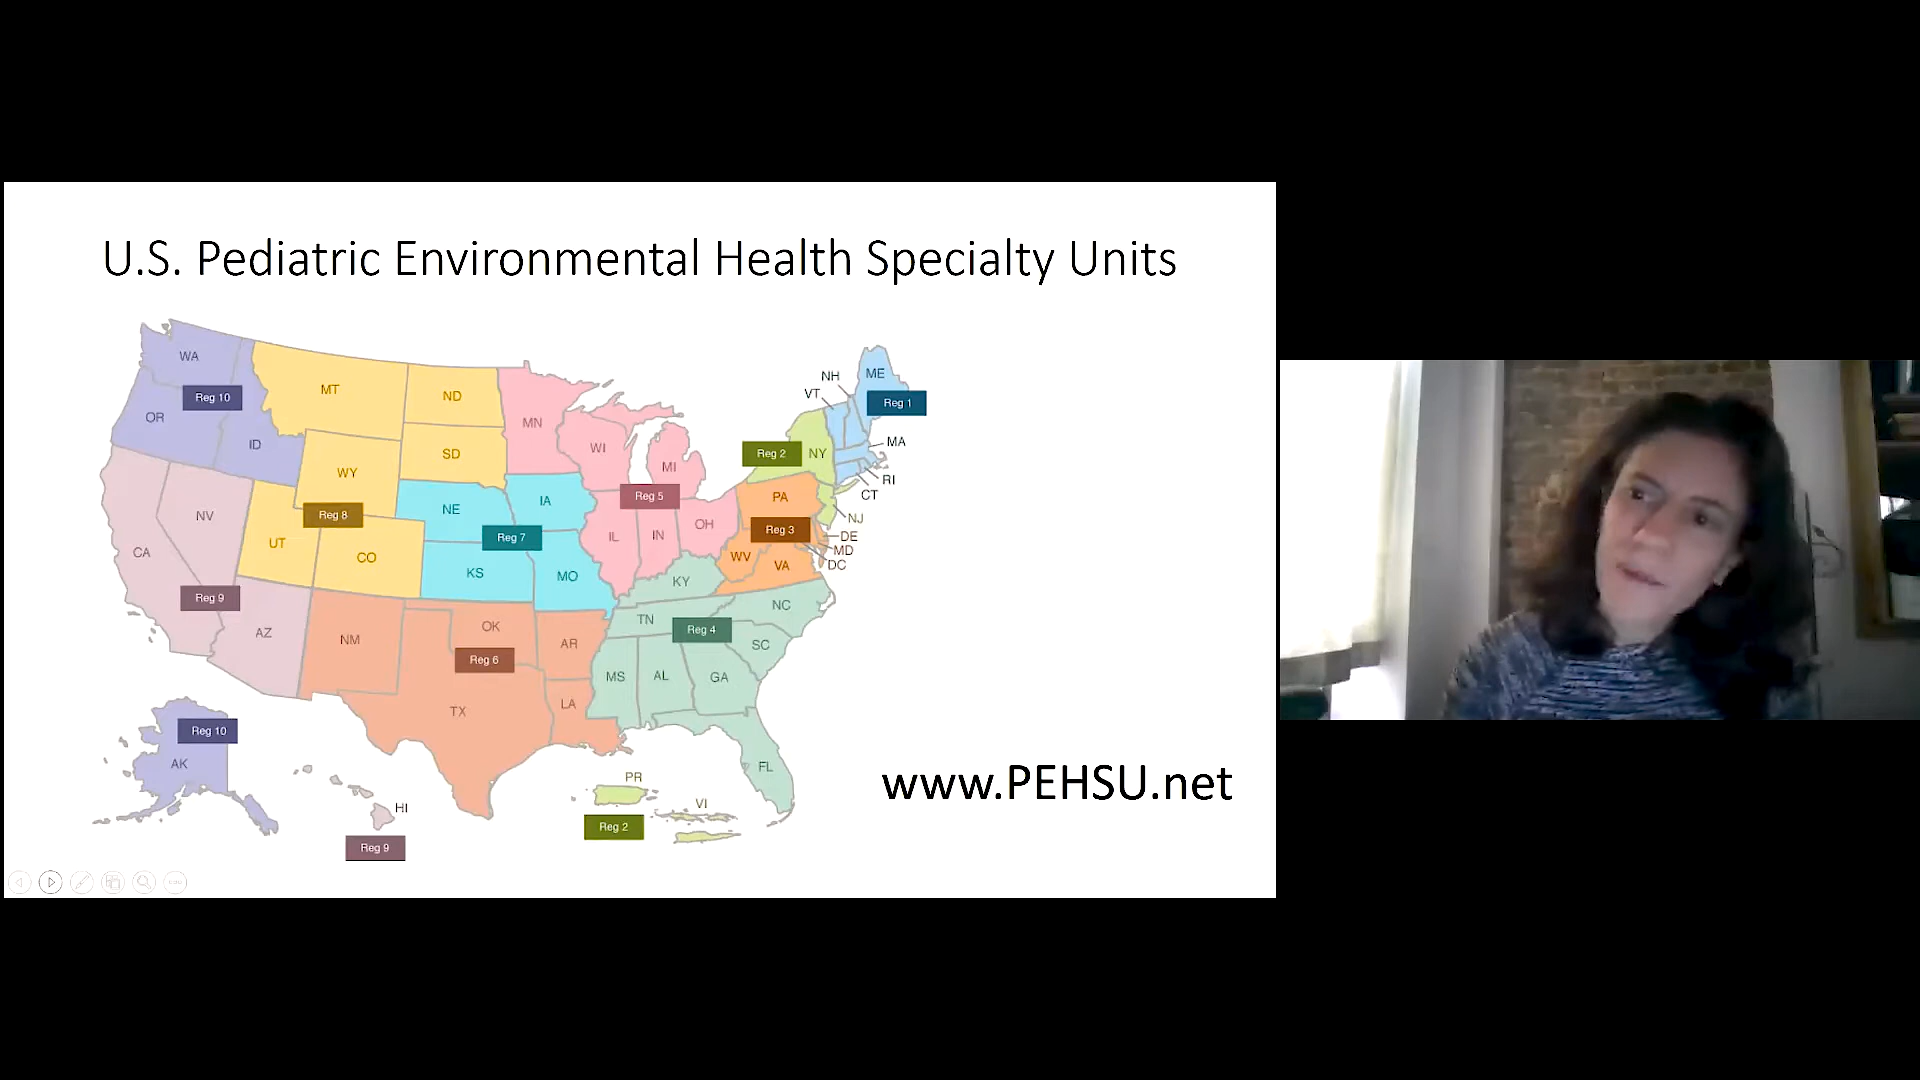 U.S. Pediatric Environmental Health Specialty Units
WA
Reg 10
OR
ID
MT
ND
SD
WY
Reg 8
UT
CO
NV
CA
Reg 9
AZ
NE
IA
Reg 7
KS
MO
MN
WI
MI
Reg 5
IL
IN
OH
NM
OK
Reg 6
AR
TX
LA
KY
TN
Reg 4
NC
SC
MS
AL
GA
FL
NH
VT
ME
Reg 1
MA
RI
CT
Reg 2
NY
NJ
PA
Reg 3
WV
VA
DE
MD
DC
Reg 10
AK
HI
Reg 9
PR
VI
Reg 2
www.PEHSU.net